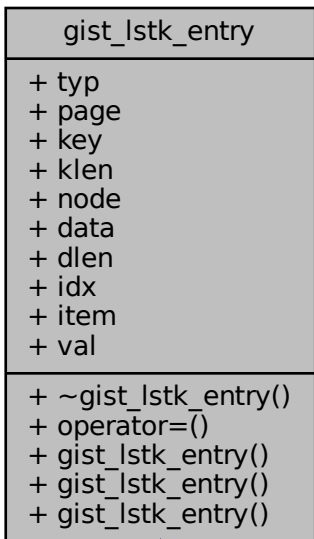 gist_lstk_entry
+ typ
+ page
+ key
+ klen
+ node
+ data
+ dlen
+ idx
+ item
+ val
+ ~gist_lstk_entry()
+ operator=()
+ gist_lstk_entry()
+ gist_lstk_entry()
+ gist_lstk_entry()